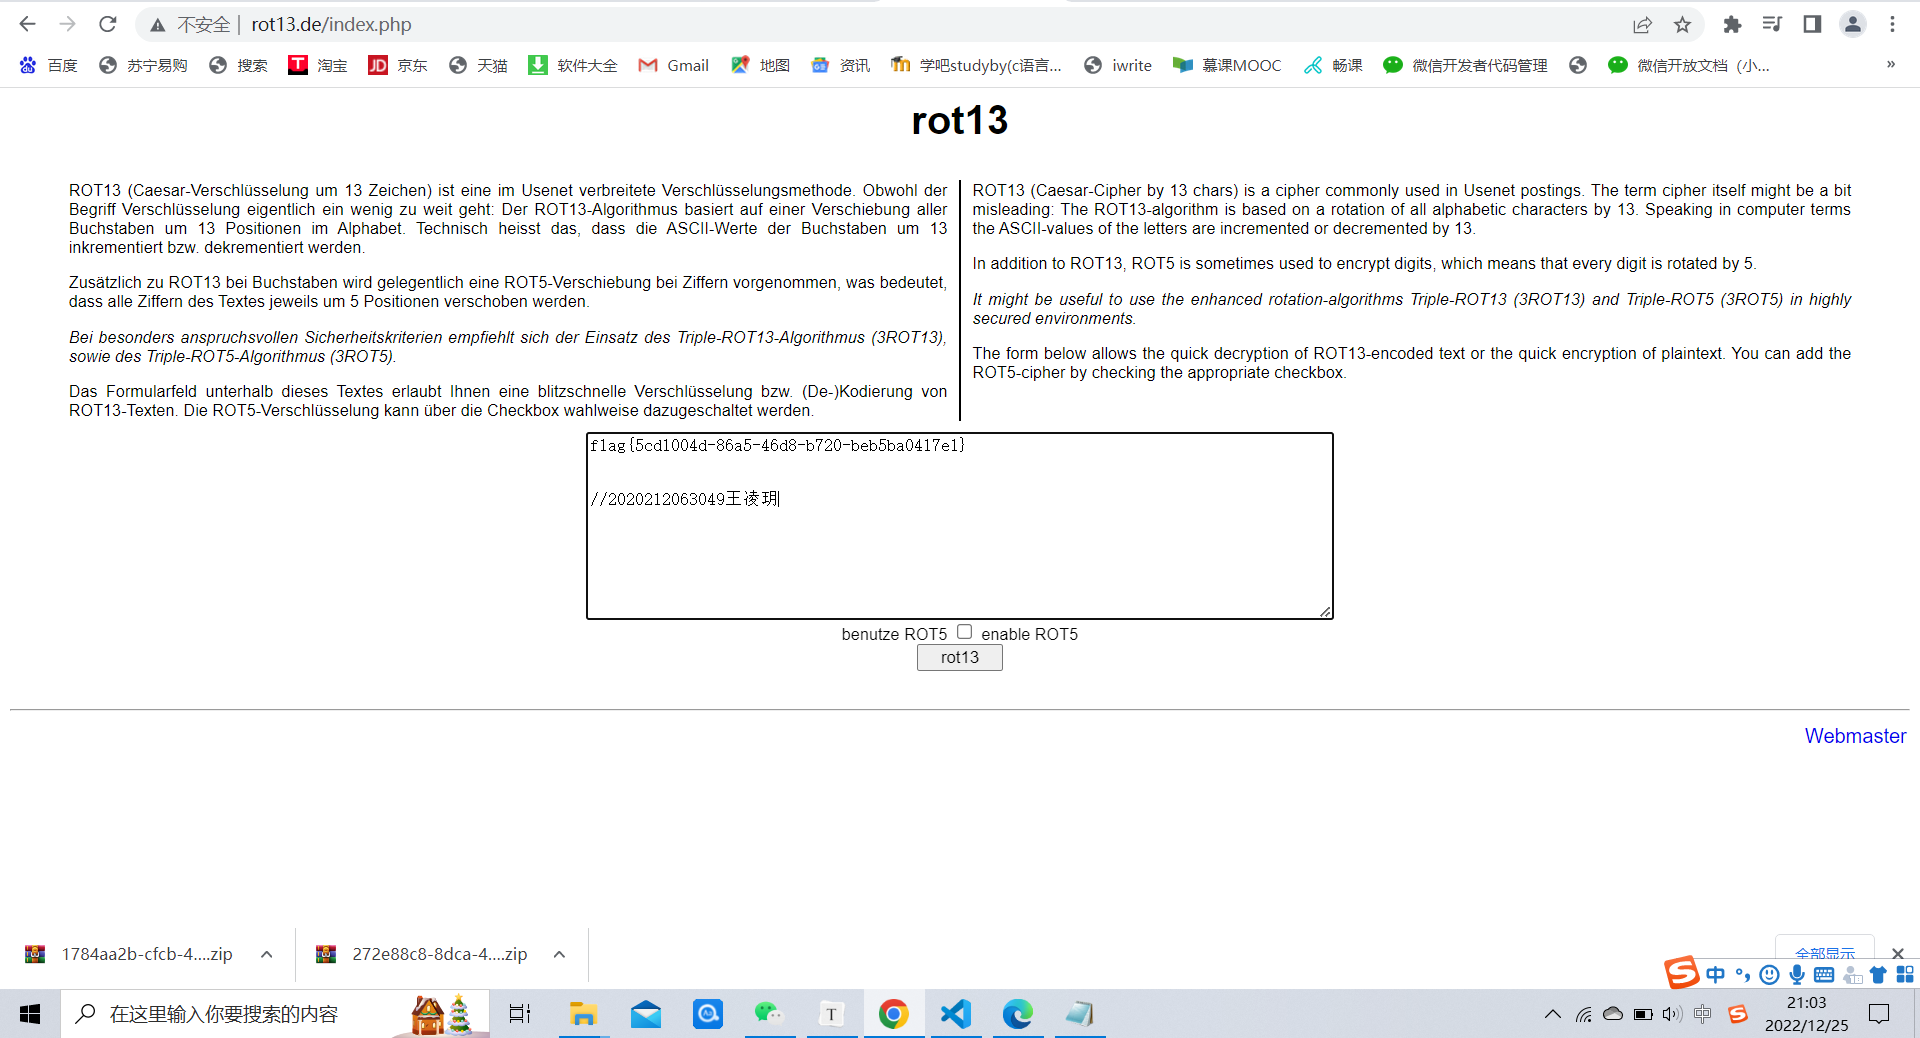 不安全 | rot13.de/index.php
百度 苏宁易购 搜索 淘宝 京东 天猫 软件大全 Gmail 地图 资讯 学吧studyby(c语言... iwrite 慕课MOOC 畅课 微信开发者代码管理 微信开放文档（小... »
rot13
ROT13 (Caesar-Verschlüsselung um 13 Zeichen) ist eine im Usenet verbreitete Verschlüsselungsmethode. Obwohl der
Begriff Verschlüsselung eigentlich ein wenig zu weit geht: Der ROT13-Algorithmus basiert auf einer Verschiebung aller
Buchstaben um 13 Positionen im Alphabet. Technisch heisst das, dass die ASCII-Werte der Buchstaben um 13
inkrementiert bzw. dekrementiert werden.
Zusätzlich zu ROT13 bei Buchstaben wird gelegentlich eine ROT5-Verschiebung bei Ziffern vorgenommen, was bedeutet,
dass alle Ziffern des Textes jeweils um 5 Positionen verschoben werden.
Bei besonders anspruchsvollen Sicherheitskriterien empfiehlt sich der Einsatz des Triple-ROT13-Algorithmus (3ROT13),
sowie des Triple-ROT5-Algorithmus (3ROT5).
Das Formularfeld unterhalb dieses Textes erlaubt Ihnen eine blitzschnelle Verschlüsselung bzw. (De-)Kodierung von
ROT13-Texten. Die ROT5-Verschlüsselung kann über die Checkbox wahlweise dazugeschaltet werden.
ROT13 (Caesar-Cipher by 13 chars) is a cipher commonly used in Usenet postings. The term cipher itself might be a bit
misleading: The ROT13-algorithm is based on a rotation of all alphabetic characters by 13. Speaking in computer terms
the ASCII-values of the letters are incremented or decremented by 13.
In addition to ROT13, ROT5 is sometimes used to encrypt digits, which means that every digit is rotated by 5.
It might be useful to use the enhanced rotation-algorithms Triple-ROT13 (3ROT13) and Triple-ROT5 (3ROT5) in highly
secured environments.
The form below allows the quick decryption of ROT13-encoded text or the quick encryption of plaintext. You can add the
ROT5-cipher by checking the appropriate checkbox.
flag{5cd1004d-86a5-46d8-b720-beb5ba0417e1}
//2020212063049王凌玥
benutze ROT5 enable ROT5
rot13
Webmaster
1784aa2b-cfcb-4....zip 272e88c8-8dca-4....zip 全部显示
中
在这里输入你要搜索的内容
中
21:03
2022/12/25